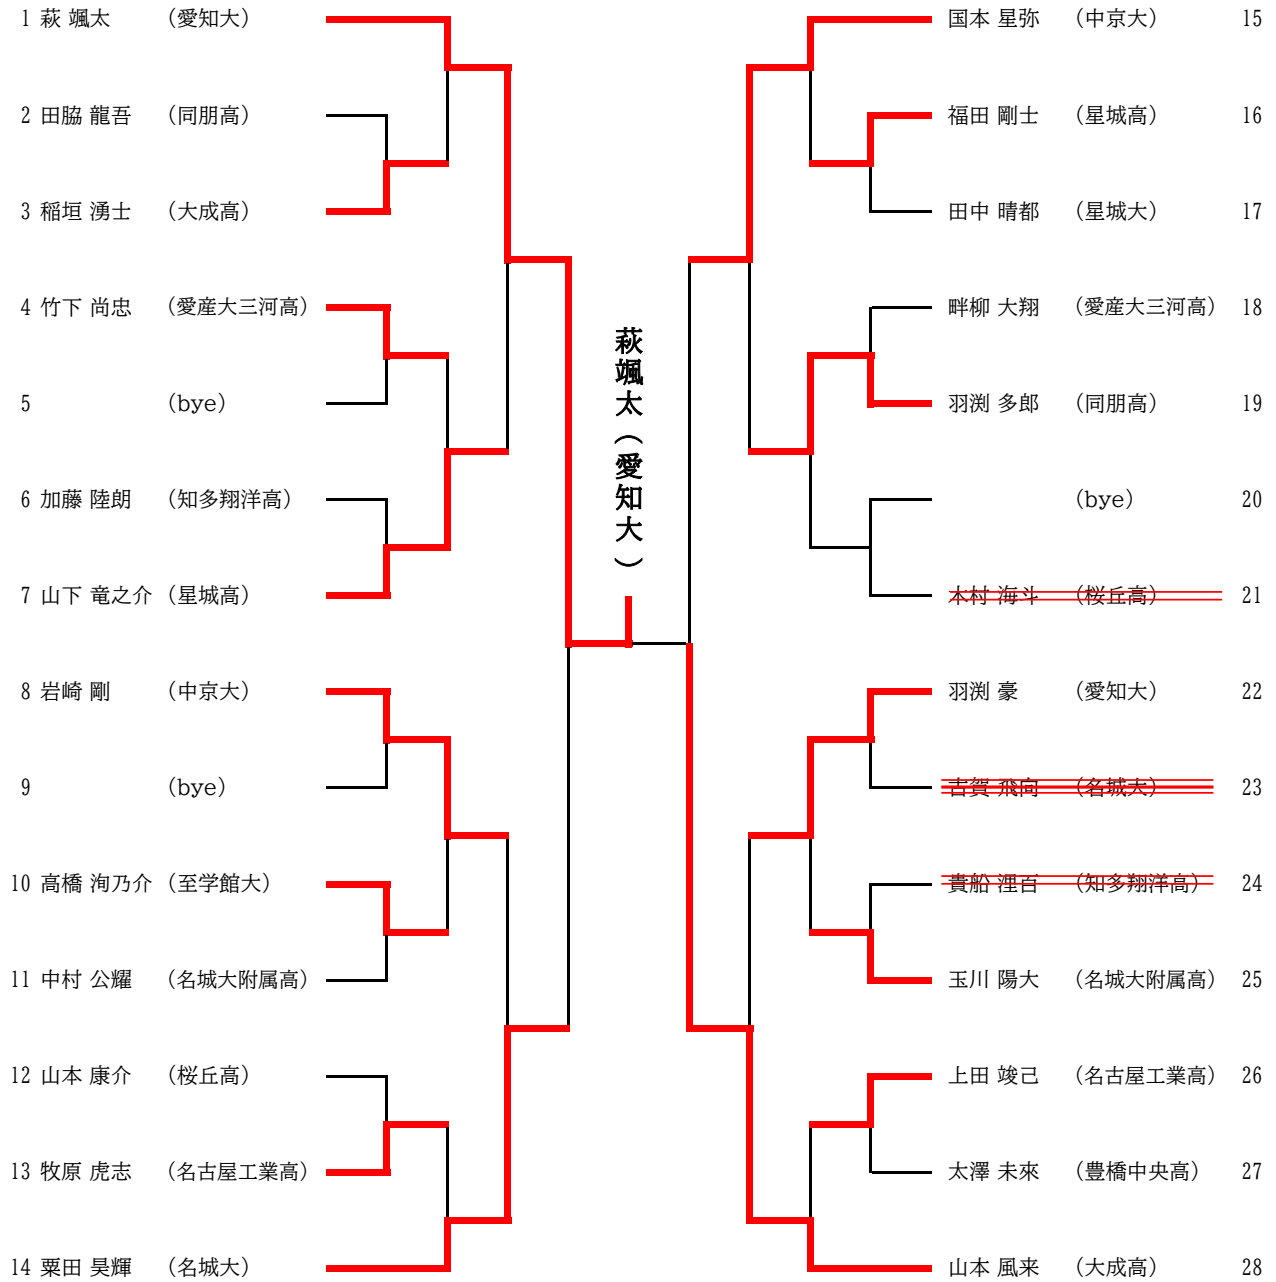 1 萩 颯太 （愛知大）
2 田脇 龍吾 （同朋高）
3 稲垣 湧士 （大成高）
4 竹下 尚忠 （愛産大三河高）
5 （bye）
6 加藤 陸朗 （知多翔洋高）
7 山下 竜之介 （星城高）
8 岩崎 剛 （中京大）
9 （bye）
10 高橋 洵乃介 （至学館大）
11 中村 公耀 （名城大附属高）
12 山本 康介 （桜丘高）
13 牧原 虎志 （名古屋工業高）
14 粟田 昊輝 （名城大）
萩颯太（愛知大）
国本 星弥 （中京大） 15
福田 剛士 （星城高） 16
田中 晴都 （星城大） 17
畔柳 大翔 （愛産大三河高） 18
羽渕 多郎 （同朋高） 19
（bye） 20
木村 海斗 （桜丘高） 21
羽渕 豪 （愛知大） 22
古賀 飛向 （名城大） 23
貴船 浬百 （知多翔洋高） 24
玉川 陽大 （名城大附属高） 25
上田 竣己 （名古屋工業高） 26
太澤 未來 （豊橋中央高） 27
山本 風来 （大成高） 28